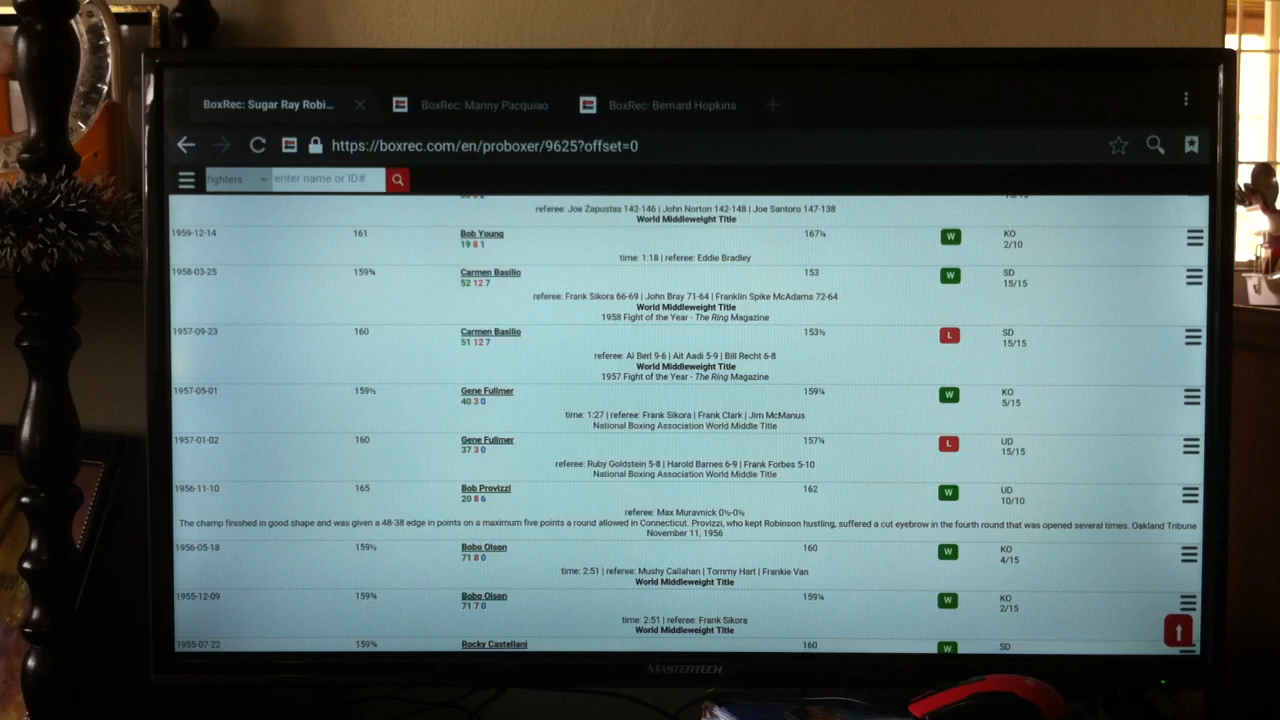 BoxRec: Sugar Ray Robi...
BoxRec: Manny Pacquiao
BoxRec: Bernard Hopkins
https://boxrec.com/en/proboxer/9625?offset=0
fighters
enter name or ID#
referee: Joe Zapustas 142-146 | John Norton 142-148 | Joe Santoro 147-138
World Middleweight Title
1959-12-14 161 Bob Young 167¼ W KO
19 8 1 2/10
time: 1:18 | referee: Eddie Bradley
1958-03-25 159¾ Carmen Basilio 153 W SD
52 12 7 15/15
referee: Frank Sikora 66-69 | John Bray 71-64 | Franklin Spike McAdams 72-64
World Middleweight Title
1958 Fight of the Year - The Ring Magazine
1957-09-23 160 Carmen Basilio 153½ L SD
51 12 7 15/15
referee: Al Berl 9-6 | Ait Aadi 5-9 | Bill Recht 6-8
World Middleweight Title
1957 Fight of the Year - The Ring Magazine
1957-05-01 159½ Gene Fullmer 159¼ W KO
40 3 0 5/15
time: 1:27 | referee: Frank Sikora | Frank Clark | Jim McManus
National Boxing Association World Middle Title
1957-01-02 160 Gene Fullmer 157¼ L UD
37 3 0 15/15
referee: Ruby Goldstein 5-8 | Harold Barnes 6-9 | Frank Forbes 5-10
National Boxing Association World Middle Title
1956-11-10 165 Bob Provizzi 162 W UD
20 8 6 10/10
referee: Max Muravnick 0½-0½
The champ finished in good shape and was given a 48-38 edge in points on a maximum five points a round allowed in Connecticut. Provizzi, who kept Robinson hustling, suffered a cut eyebrow in the fourth round that was opened several times. Oakland Tribune
November 11, 1956
1956-05-18 159½ Bobo Olson 160 W KO
71 8 0 4/15
time: 2:51 | referee: Mushy Callahan | Tommy Hart | Frankie Van
World Middleweight Title
1955-12-09 159¾ Bobo Olson 159¾ W KO
71 7 0 2/15
time: 2:51 | referee: Frank Sikora
World Middleweight Title
1955-07-22 159¾ Rocky Castellani 160 W SD
MASTERTECH